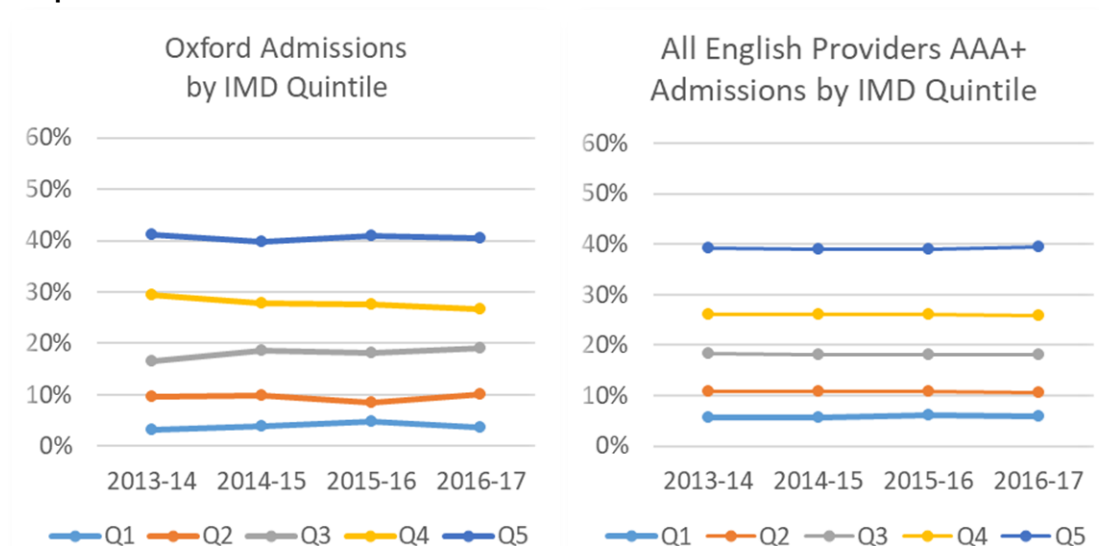 Oxford Admissions
by IMD Quintile
60%
50%
40%
30%
20%
10%
0%
2013-14 2014-15 2015-16 2016-17
Q1 Q2 Q3 Q4 Q5
All English Providers AAA+
Admissions by IMD Quintile
60%
50%
40%
30%
20%
10%
0%
2013-14 2014-15 2015-16 2016-17
Q1 Q2 Q3 Q4 Q5